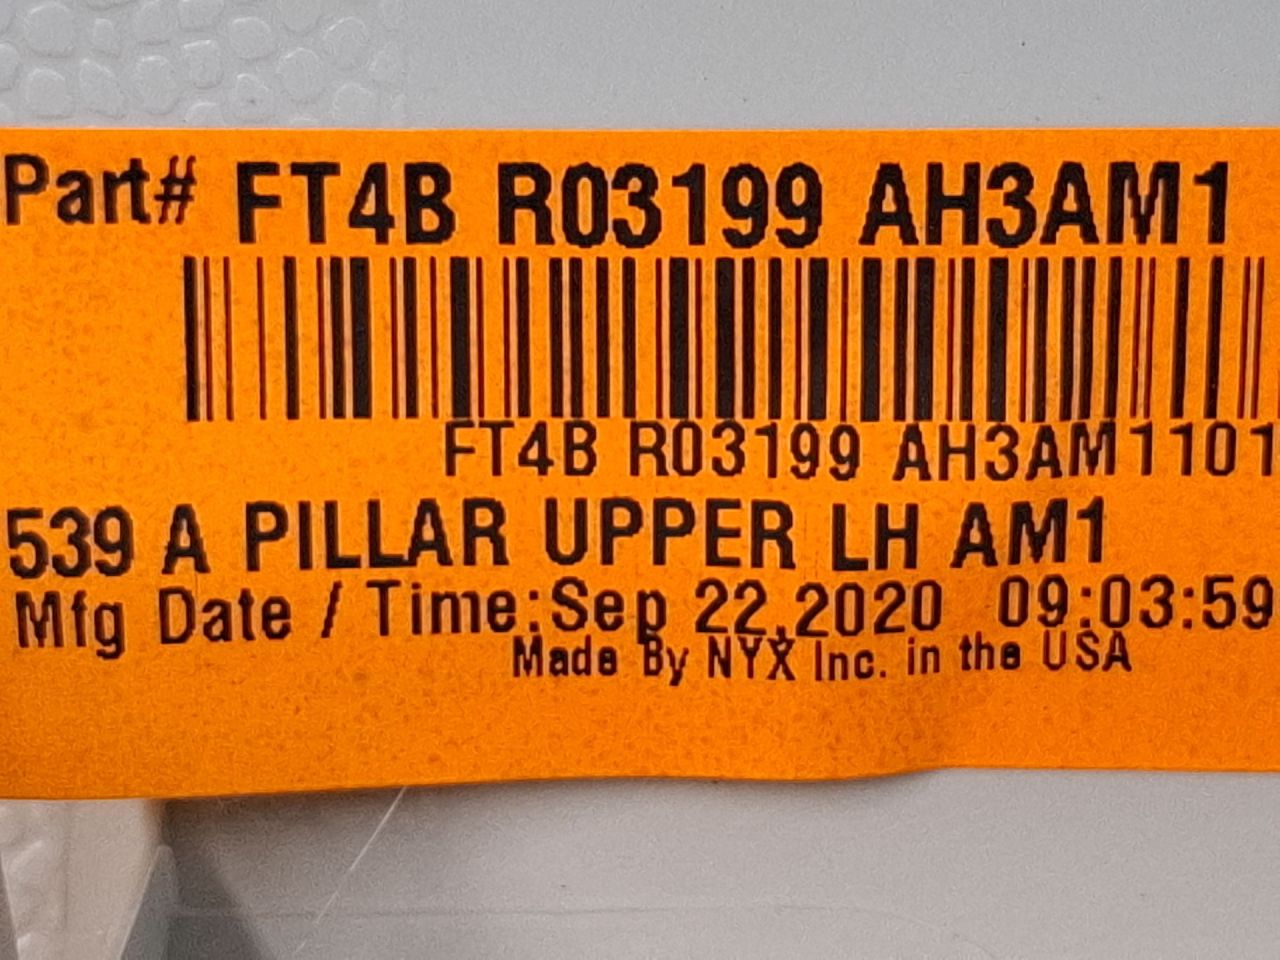 Part# FT4B R03199 AH3AM1
FT4B R03199 AH3AM1101
539 A PILLAR UPPER LH AM1
Mfg Date / Time:Sep 22,2020 09:03:59
Made By NYX Inc. in the USA